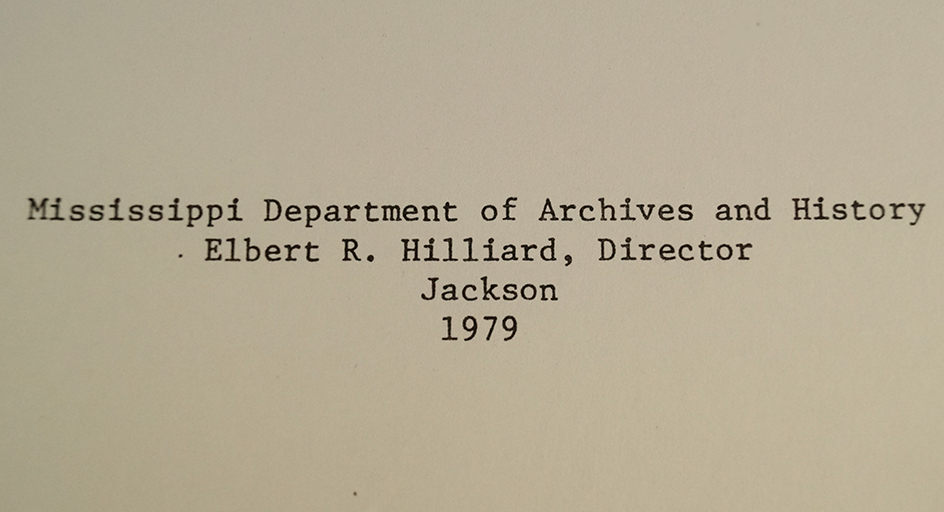 Mississippi Department of Archives and History
Elbert R. Hilliard, Director
Jackson
1979